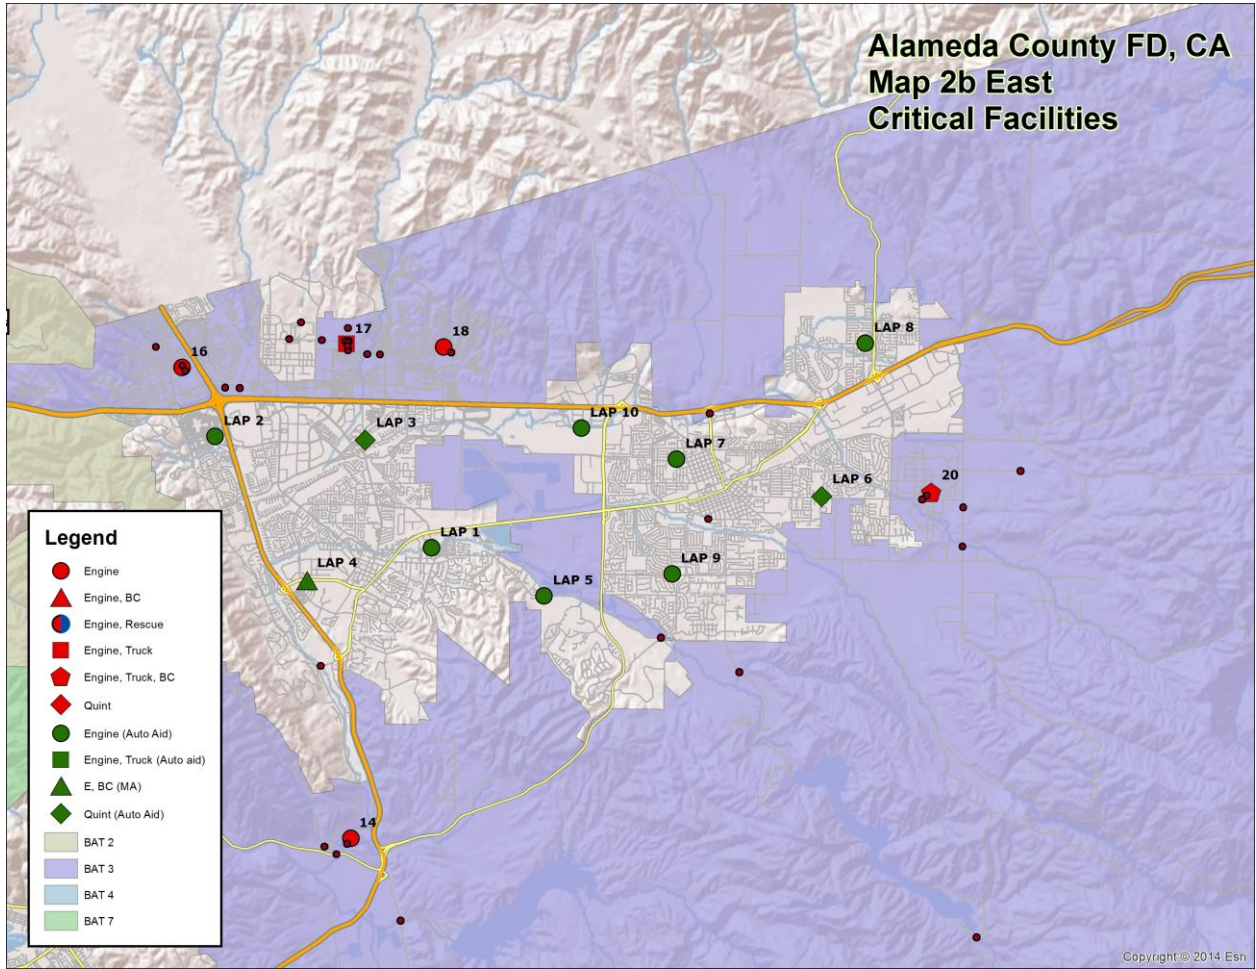 Alameda County FD, CA
Map 2b East
Critical Facilities
17
18
16
LAP 8
LAP 2
LAP 3
LAP 10
LAP 7
LAP 6
20
LAP 1
LAP 4
LAP 5
LAP 9
14
Legend
Engine
Engine, BC
Engine, Rescue
Engine, Truck
Engine, Truck, BC
Quint
Engine (Auto Aid)
Engine, Truck (Auto aid)
E, BC (MA)
Quint (Auto Aid)
BAT 2
BAT 3
BAT 4
BAT 7
Copyright:© 2014 Esri